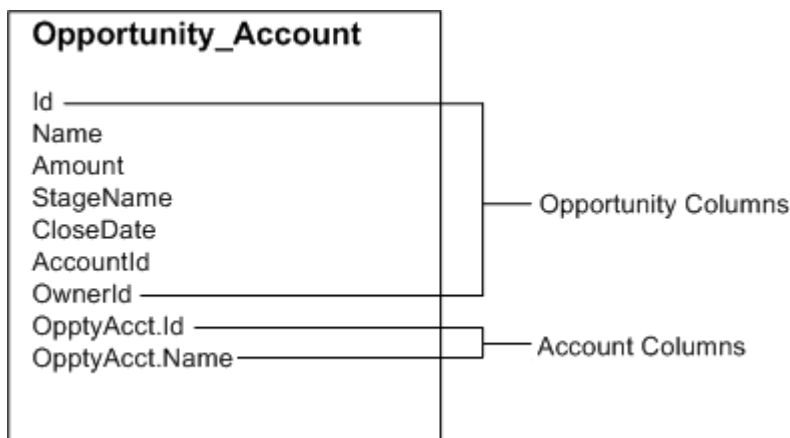 Opportunity_Account
Id
Name
Amount
StageName
CloseDate
AccountId
OwnerId
OpptyAcct.Id
OpptyAcct.Name
Opportunity Columns
Account Columns